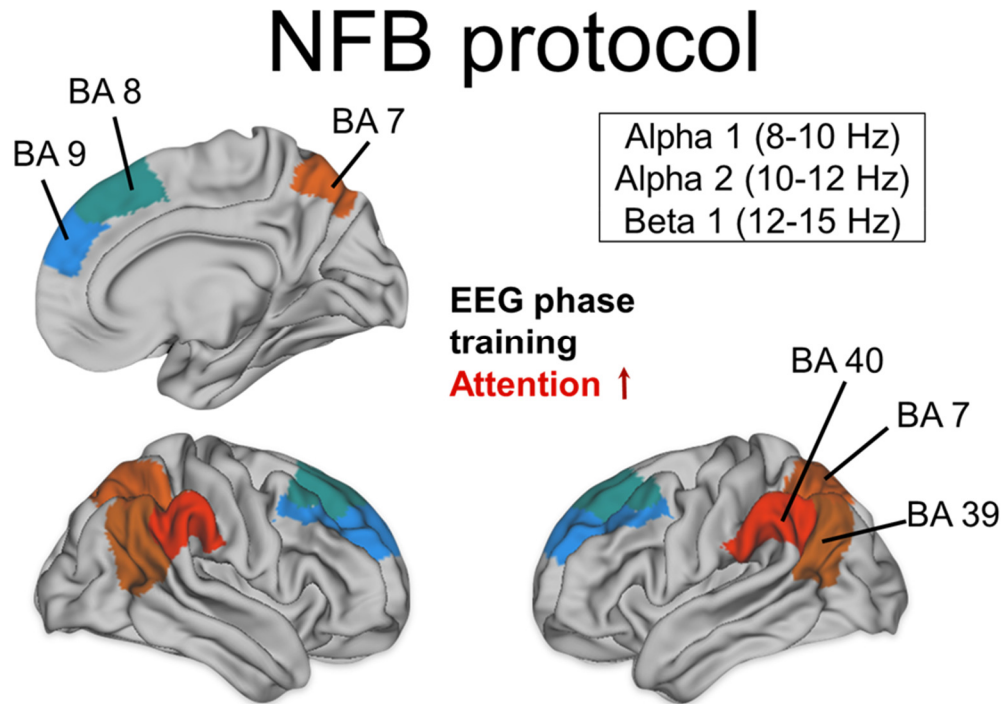 NFB protocol
BA 8
BA 7
BA 9
Alpha 1 (8-10 Hz)
Alpha 2 (10-12 Hz)
Beta 1 (12-15 Hz)
EEG phase
training
Attention ↑
BA 40
BA 7
BA 39